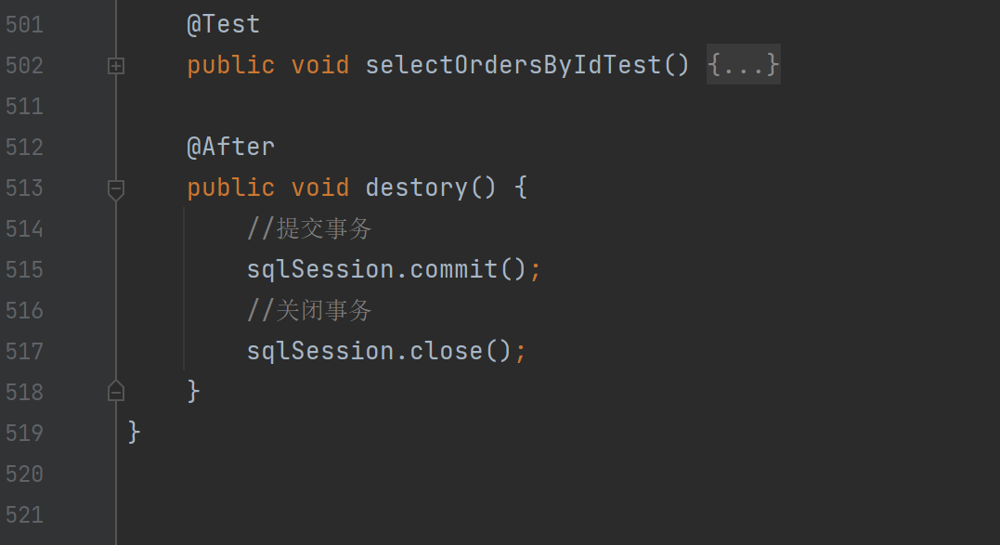 501 @Test
502 public void selectOrdersByIdTest() {...}
511
512 @After
513 public void destory() {
514 //提交事务
515 sqlSession.commit();
516 //关闭事务
517 sqlSession.close();
518 }
519 }
520
521